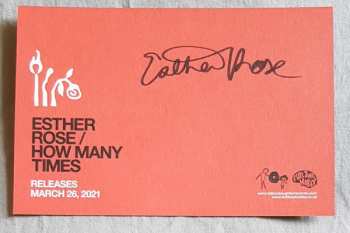 Esther Rose
ESTHER
ROSE/
HOW MANY
TIMES
RELEASES
MARCH 26, 2021